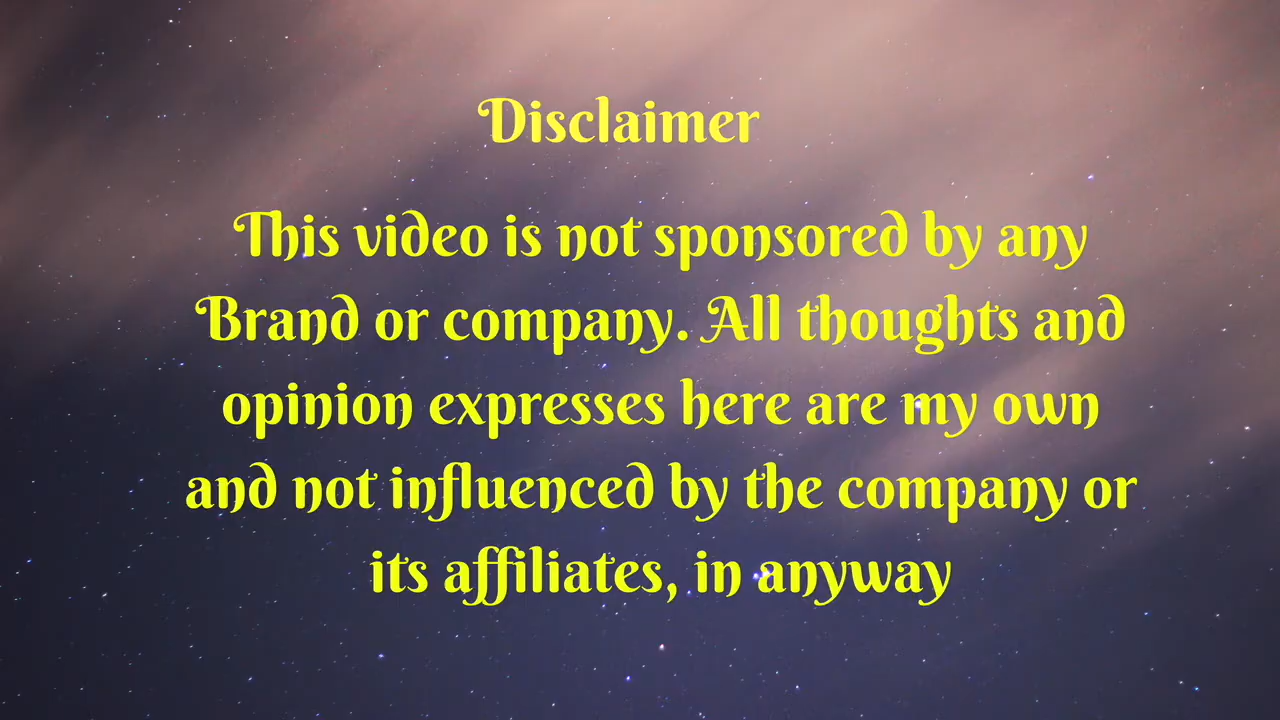 Disclaimer
This video is not sponsored by any
Brand or company. All thoughts and
opinion expresses here are my own
and not influenced by the company or
its affiliates, in anyway